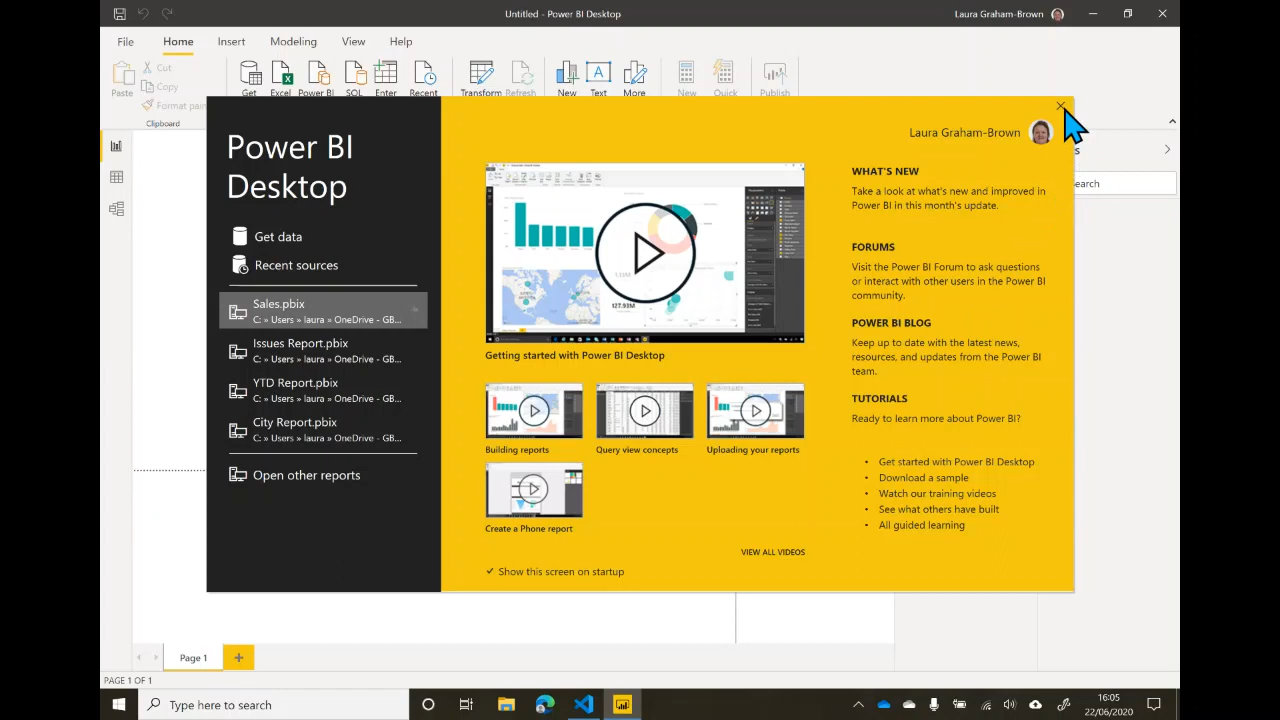 Untitled - Power BI Desktop
Laura Graham-Brown
File Home Insert Modeling View Help
Paste
Cut
Copy
Format pain
Clipboard
Get Excel Power BI SQL Enter Recent
Transform Refresh
New Text More
New Quick
Publish
Power BI
Desktop
Get data
Recent sources
Sales.pbix
C: » Users » laura » OneDrive - GB...
Issues Report.pbix
C: » Users » laura » OneDrive - GB...
YTD Report.pbix
C: » Users » laura » OneDrive - GB...
City Report.pbix
C: » Users » laura » OneDrive - GB...
Open other reports
Laura Graham-Brown
127.93M
Getting started with Power BI Desktop
Building reports
Query view concepts
Uploading your reports
Create a Phone report
VIEW ALL VIDEOS
✓ Show this screen on startup
WHAT'S NEW
Take a look at what's new and improved in
Power BI in this month's update.
FORUMS
Visit the Power BI Forum to ask questions
or interact with other users in the Power BI
community.
POWER BI BLOG
Keep up to date with the latest news,
resources, and updates from the Power BI
team.
TUTORIALS
Ready to learn more about Power BI?
• Get started with Power BI Desktop
• Download a sample
• Watch our training videos
• See what others have built
• All guided learning
s
earch
Page 1
PAGE 1 OF 1
Type here to search
16:05
22/06/2020